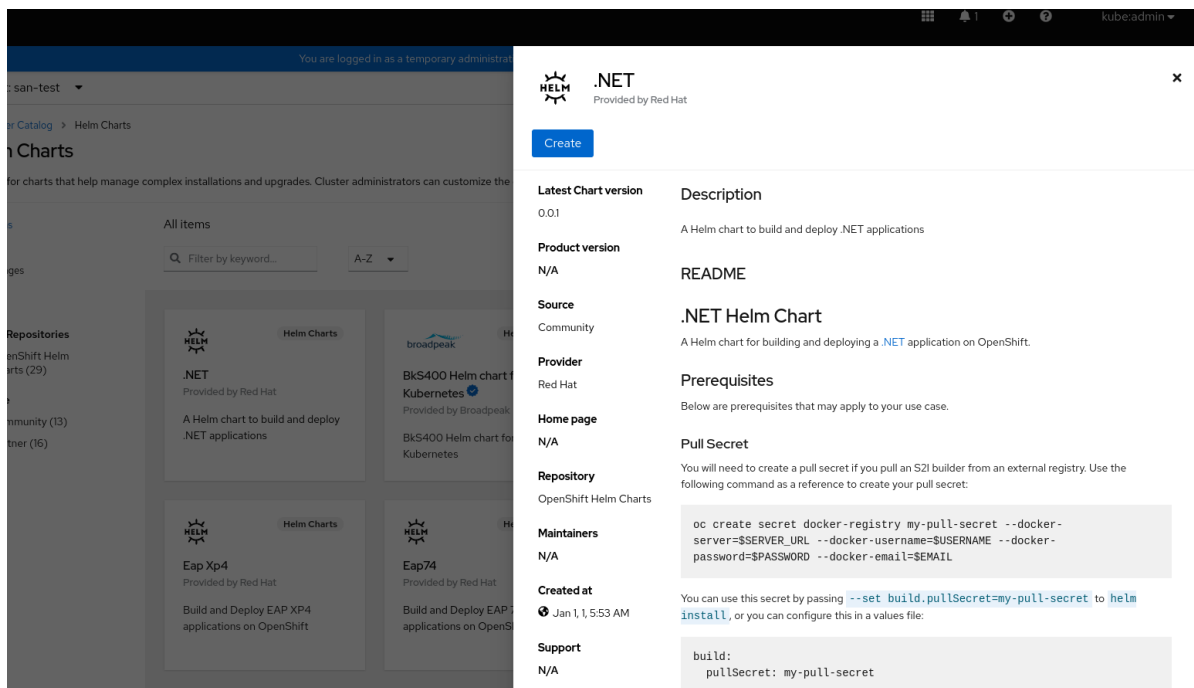 1
kube:admin
You are logged in as a temporary administrat
: san-test
er Catalog > Helm Charts
n Charts
for charts that help manage complex installations and upgrades. Cluster administrators can customize the
s
All items
Filter by keyword...
A-Z
ges
Repositories
enShift Helm
arts (29)
e
mmunity (13)
tner (16)
HELM
Helm Charts
.NET
Provided by Red Hat
A Helm chart to build and deploy
.NET applications
broadpeak
He
BkS400 Helm chart f
Kubernetes
Provided by Broadpeak
BkS400 Helm chart for
Kubernetes
HELM
Helm Charts
Eap Xp4
Provided by Red Hat
Build and Deploy EAP XP4
applications on OpenShift
HELM
He
Eap74
Provided by Red Hat
Build and Deploy EAP 7
applications on OpenS
HELM
.NET
Provided by Red Hat
Create
Latest Chart version
0.0.1
Product version
N/A
Source
Community
Provider
Red Hat
Home page
N/A
Repository
OpenShift Helm Charts
Maintainers
N/A
Created at
Jan 1, 1, 5:53 AM
Support
N/A
Description
A Helm chart to build and deploy .NET applications
README
.NET Helm Chart
A Helm chart for building and deploying a .NET application on OpenShift.
Prerequisites
Below are prerequisites that may apply to your use case.
Pull Secret
You will need to create a pull secret if you pull an S2I builder from an external registry. Use the
following command as a reference to create your pull secret:
oc create secret docker-registry my-pull-secret --docker-
server=$SERVER_URL --docker-username=$USERNAME --docker-
password=$PASSWORD --docker-email=$EMAIL
You can use this secret by passing --set build.pullSecret=my-pull-secret to helm
install, or you can configure this in a values file:
build:
  pullSecret: my-pull-secret